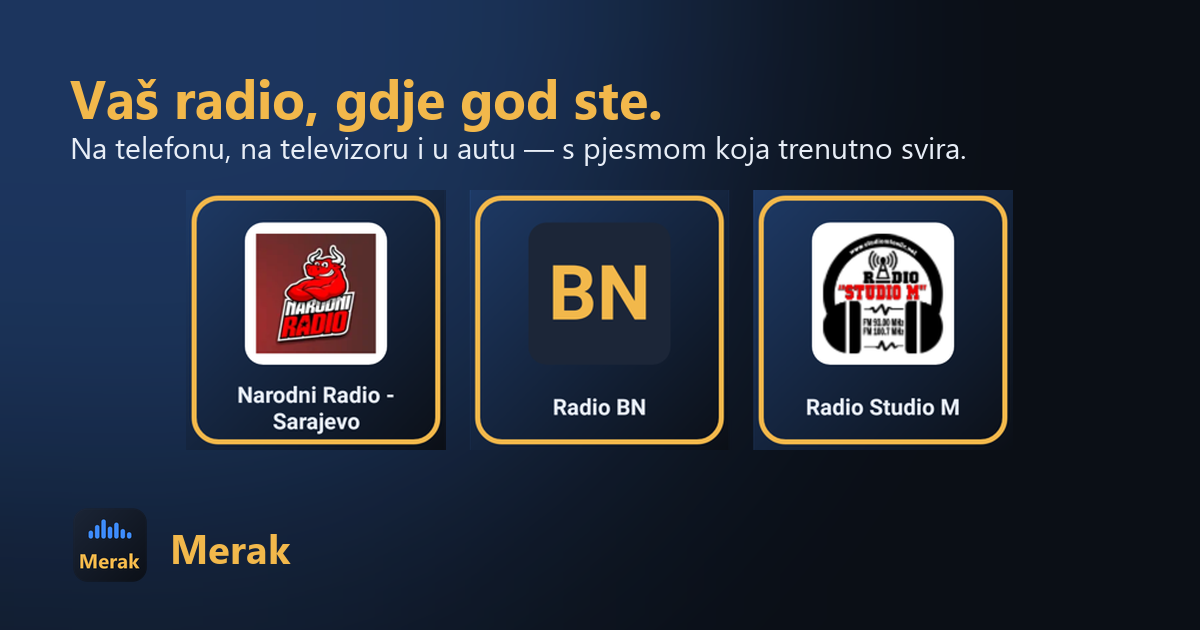 Vaš radio, gdje god ste.
Na telefonu, na televizoru i u autu — s pjesmom koja trenutno svira.
NARODNI
RADIO
Narodni Radio -
Sarajevo
BN
Radio BN
RADIO
"STUDIO M"
Radio Studio M
Merak
Merak